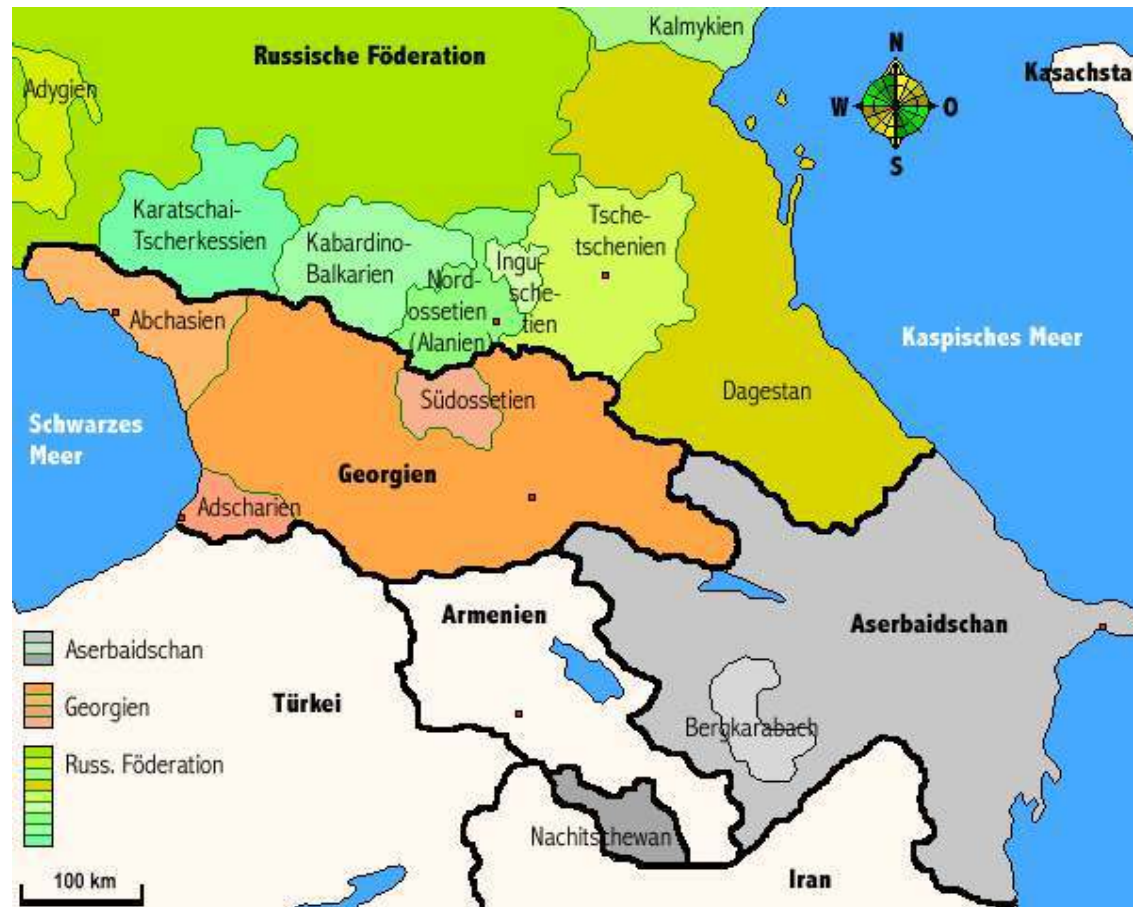 Kalmykien
Russische Föderation
N
Kasachsta
Adygien
W
O
S
Karatschai-
Tscherkessien
Kabardino-
Balkarien
Nord-
ossetien
(Alanien)
Ingu-
sche-
tien
Tsche-
tschenien
Abchasien
Kaspisches Meer
Dagestan
Südossetien
Schwarzes
Meer
Georgien
Adscharien
Armenien
Aserbaidschan
Aserbaidschan
Georgien
Russ. Föderation
Türkei
Bergkarabach
Nachitschewan
Iran
100 km